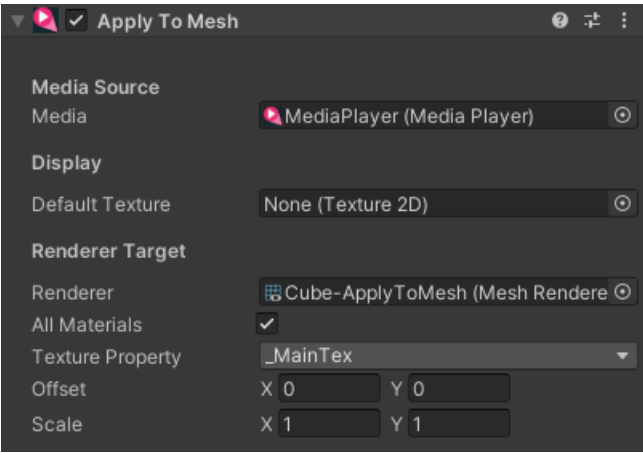 Apply To Mesh
Media Source
Media MediaPlayer (Media Player)
Display
Default Texture None (Texture 2D)
Renderer Target
Renderer Cube-ApplyToMesh (Mesh Rendere
All Materials
Texture Property _MainTex
Offset X 0 Y 0
Scale X 1 Y 1